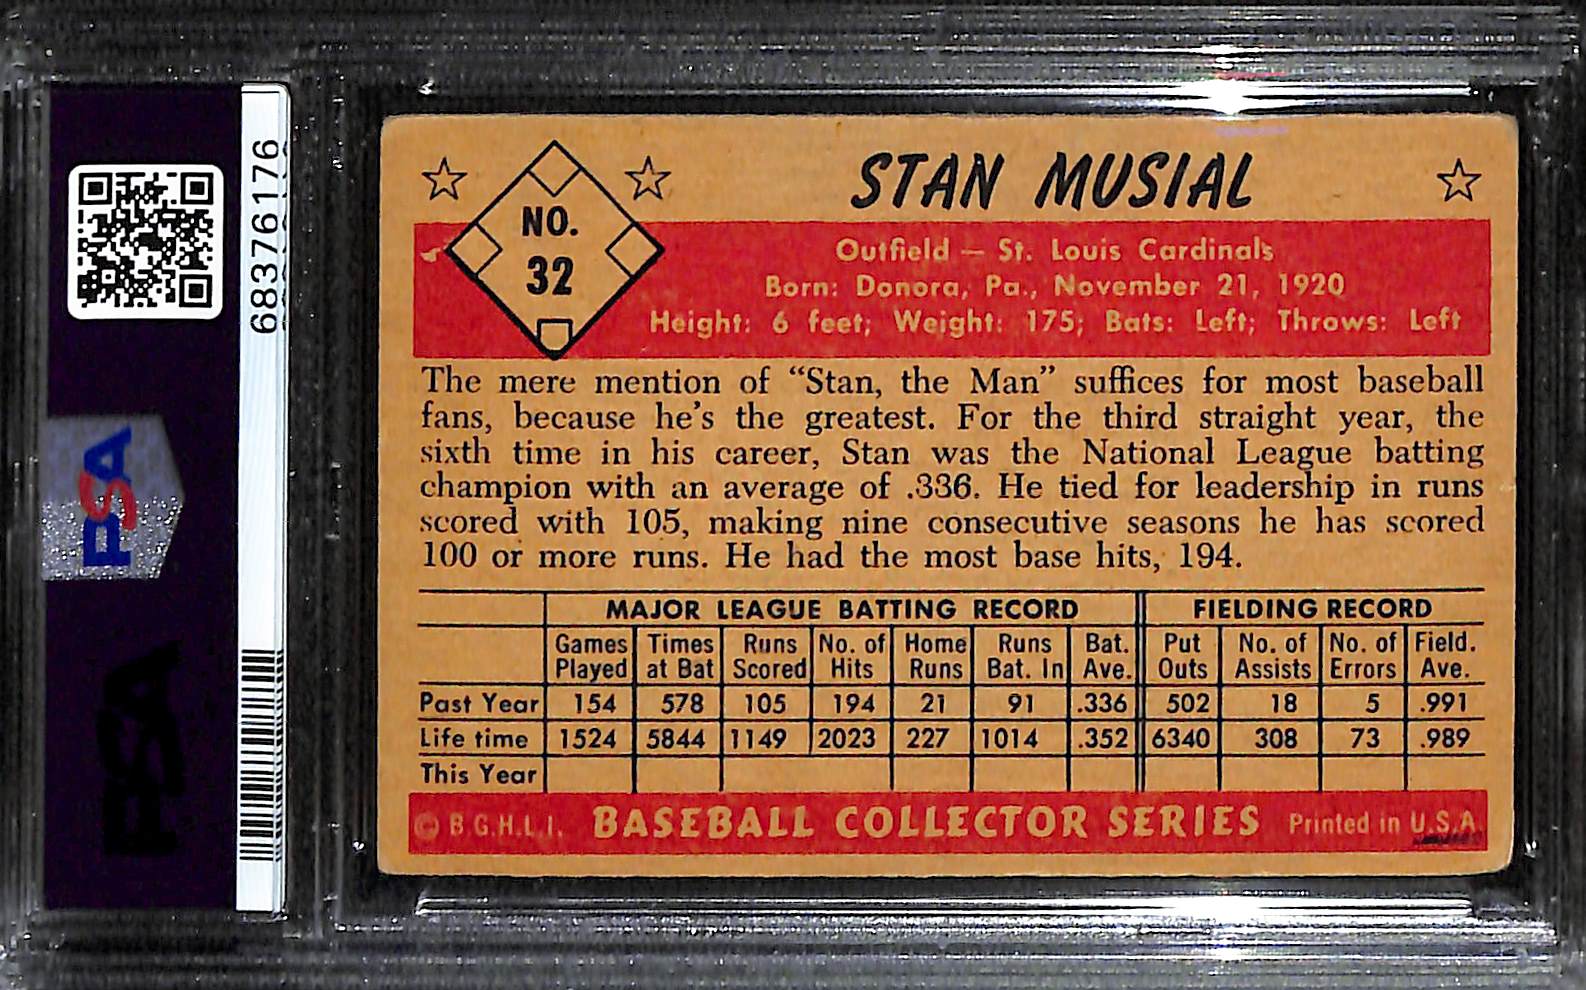 68376176
PSA
PSA
NO.
32
STAN MUSIAL
Outfield — St. Louis Cardinals
Born: Donora, Pa., November 21, 1920
Height: 6 feet; Weight: 175; Bats: Left; Throws: Left
The mere mention of “Stan, the Man” suffices for most baseball
fans, because he's the greatest. For the third straight year, the
sixth time in his career, Stan was the National League batting
champion with an average of .336. He tied for leadership in runs
scored with 105, making nine consecutive seasons he has scored
100 or more runs. He had the most base hits, 194.
MAJOR LEAGUE BATTING RECORD FIELDING RECORD
Games Times Runs No. of Home Runs Bat. Put No. of No. of Field.
Played at Bat Scored Hits Runs Bat. In Ave. Outs Assists Errors Ave.
Past Year 154 578 105 194 21 91 .336 502 18 5 .991
Life time 1524 5844 1149 2023 227 1014 .352 6340 308 73 .989
This Year
© B.G.H.L.I. BASEBALL COLLECTOR SERIES Printed in U.S.A.